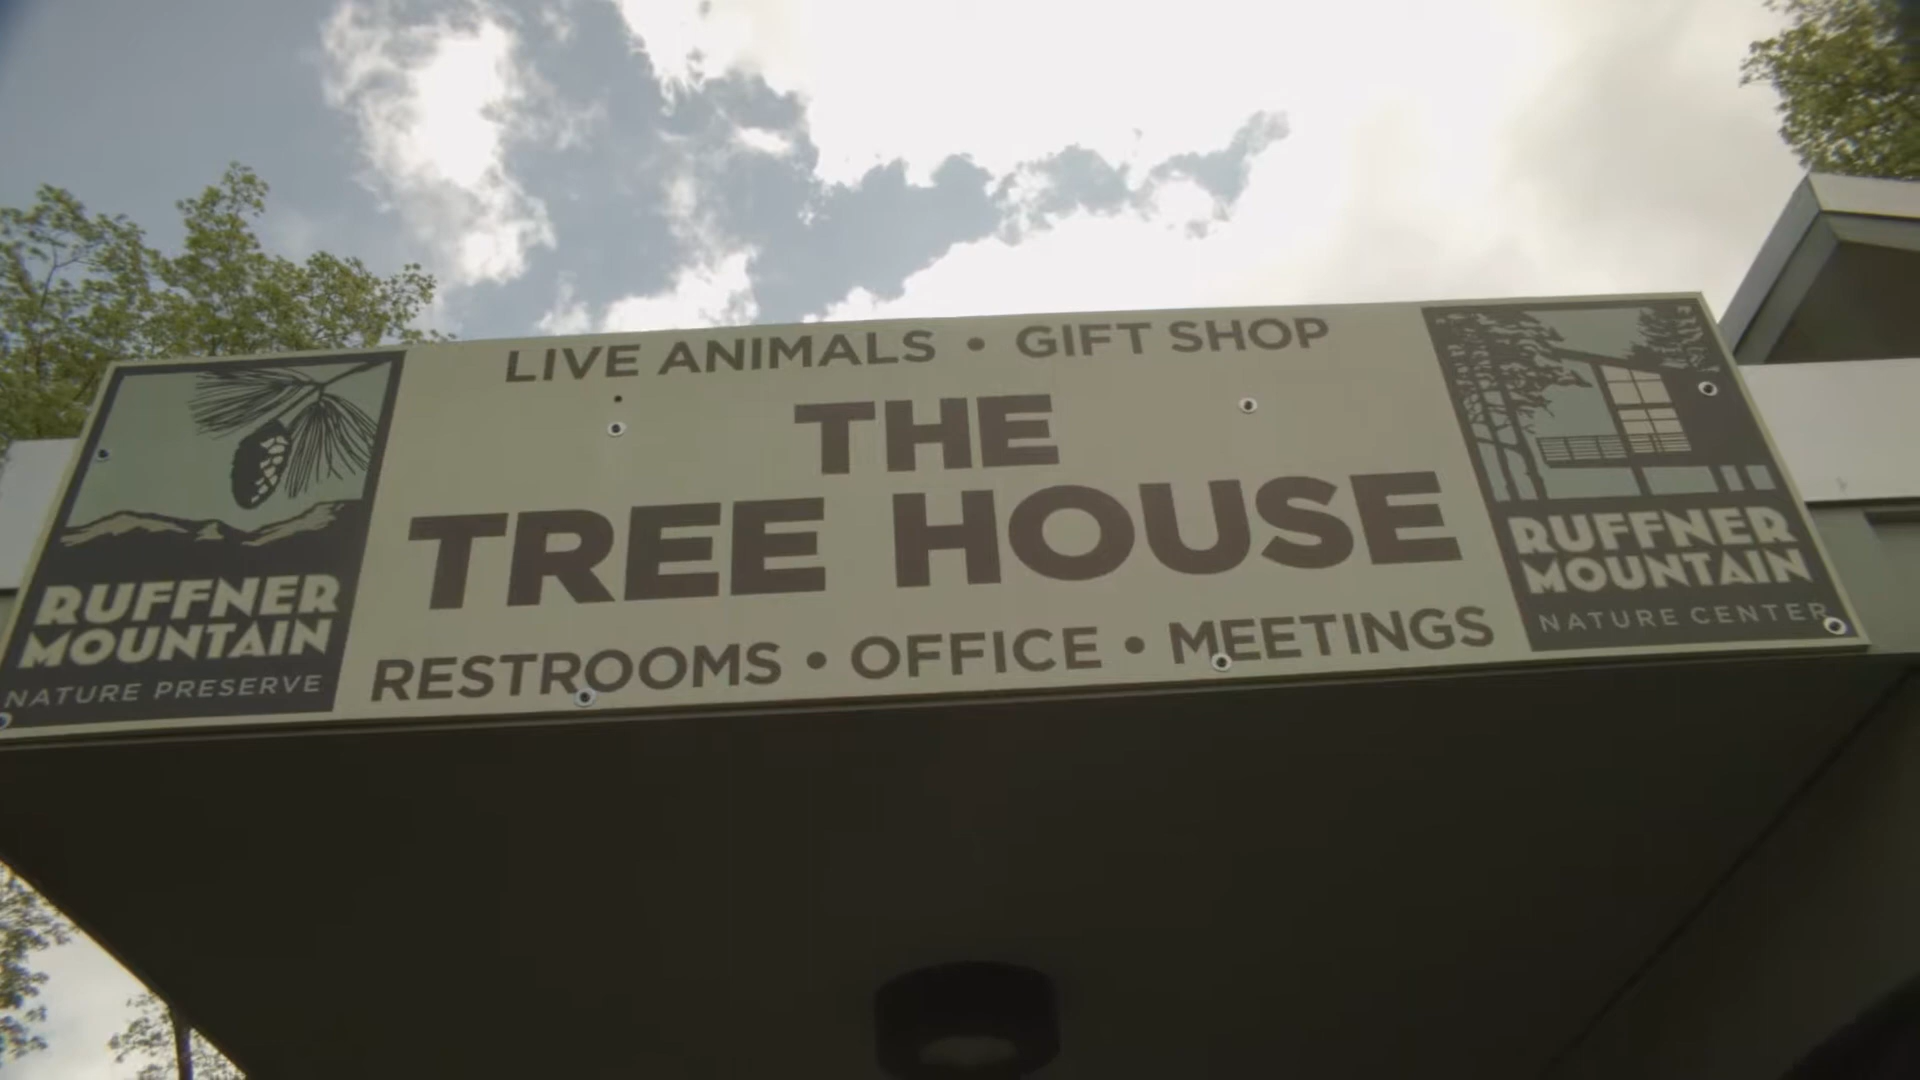 LIVE ANIMALS • GIFT SHOP
THE
TREE HOUSE
RESTROOMS • OFFICE • MEETINGS
RUFFNER
MOUNTAIN
NATURE PRESERVE
RUFFNER
MOUNTAIN
NATURE CENTER